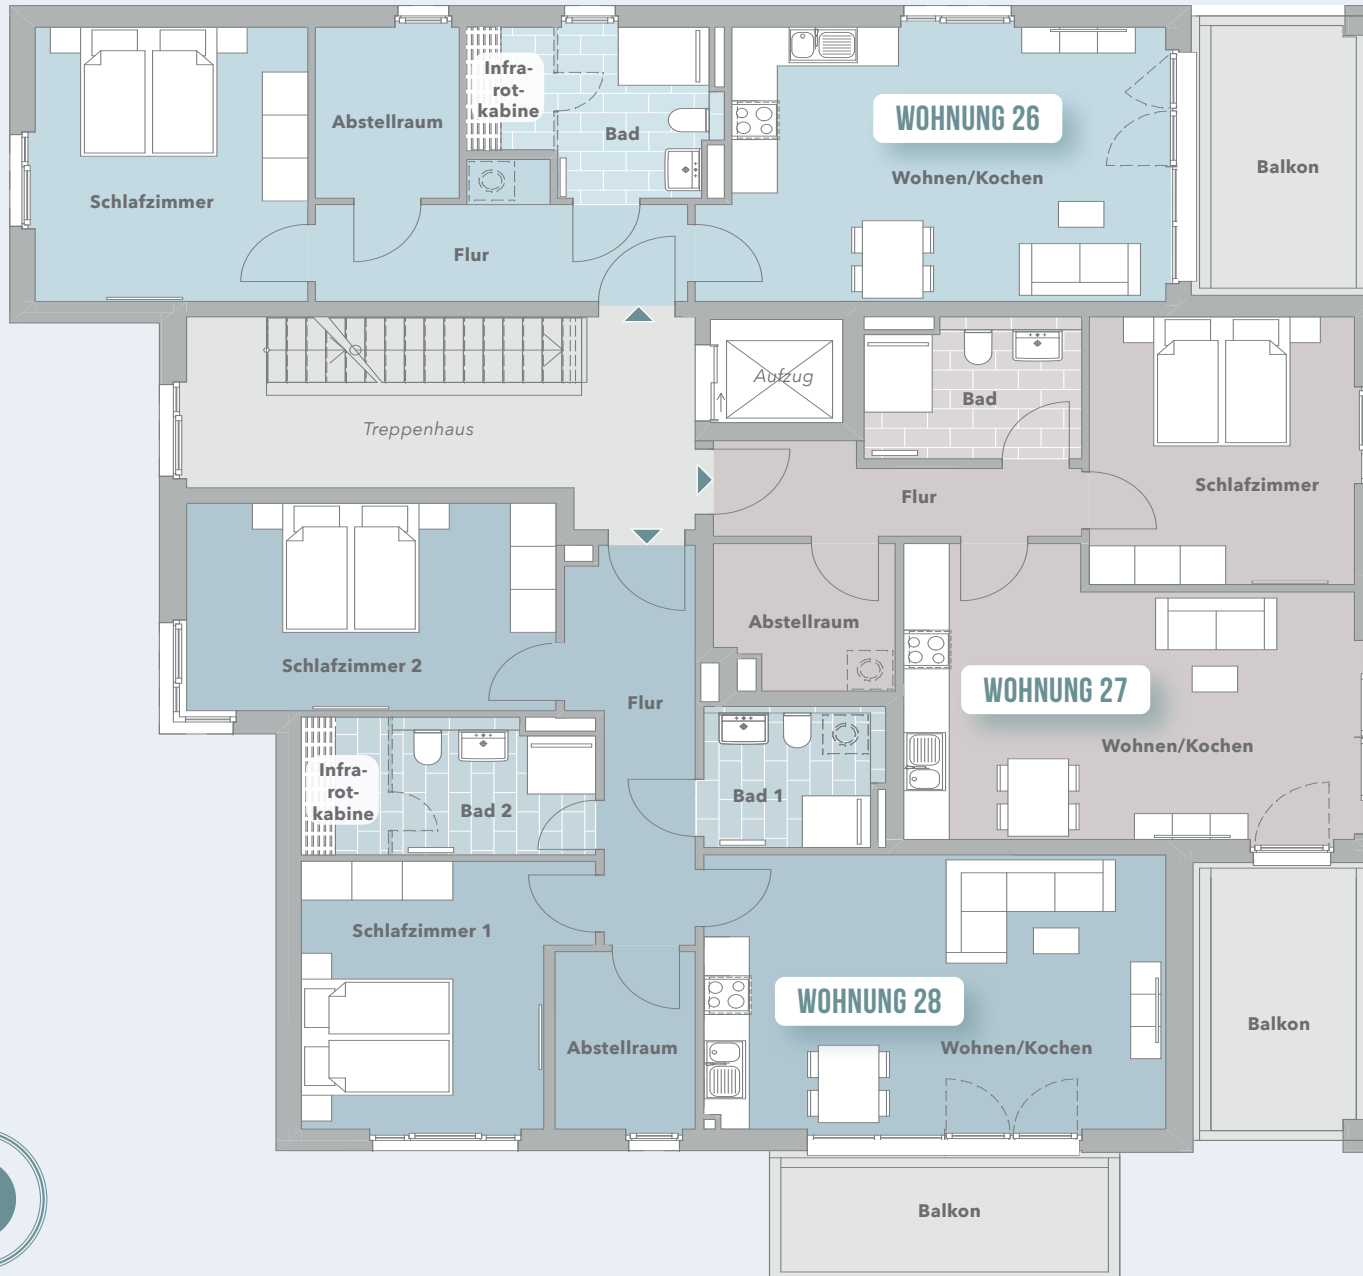 Infra-
rot-
kabine
Abstellraum
Bad
WOHNUNG 26
Wohnen/Kochen
Balkon
Schlafzimmer
Flur
Aufzug
Treppenhaus
Bad
Schlafzimmer
Flur
Abstellraum
WOHNUNG 27
Wohnen/Kochen
Schlafzimmer 2
Flur
Infra-
rot-
kabine
Bad 2
Bad 1
Schlafzimmer 1
Abstellraum
WOHNUNG 28
Wohnen/Kochen
Balkon
Balkon